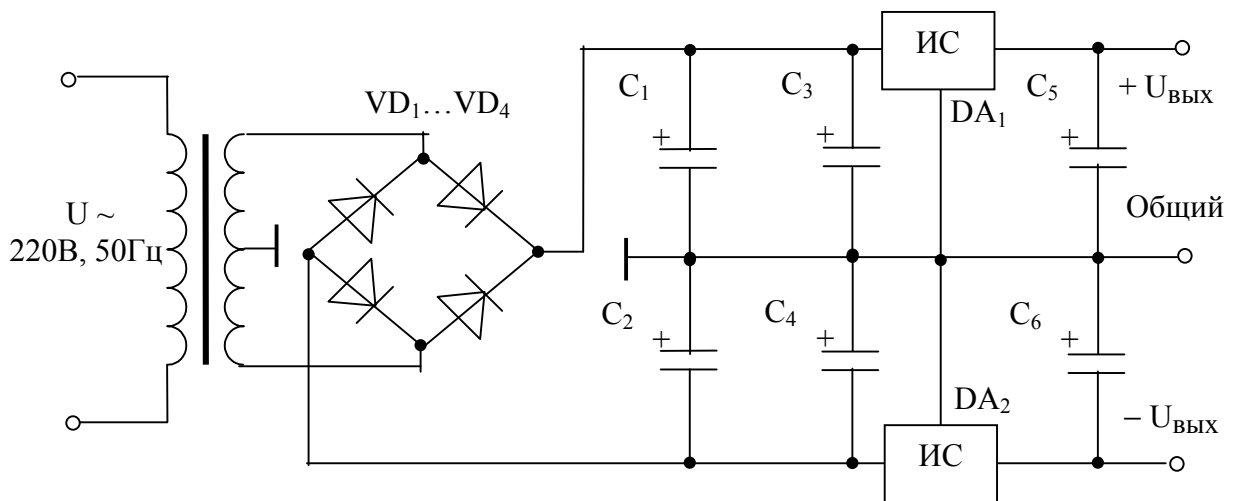 ИС
C₁
C₃
C₅
+ Uвых
VD₁…VD₄
DA₁
+
+
+
U ~
220В, 50Гц
Общий
C₂
C₄
C₆
+
+
+
DA₂
– Uвых
ИС